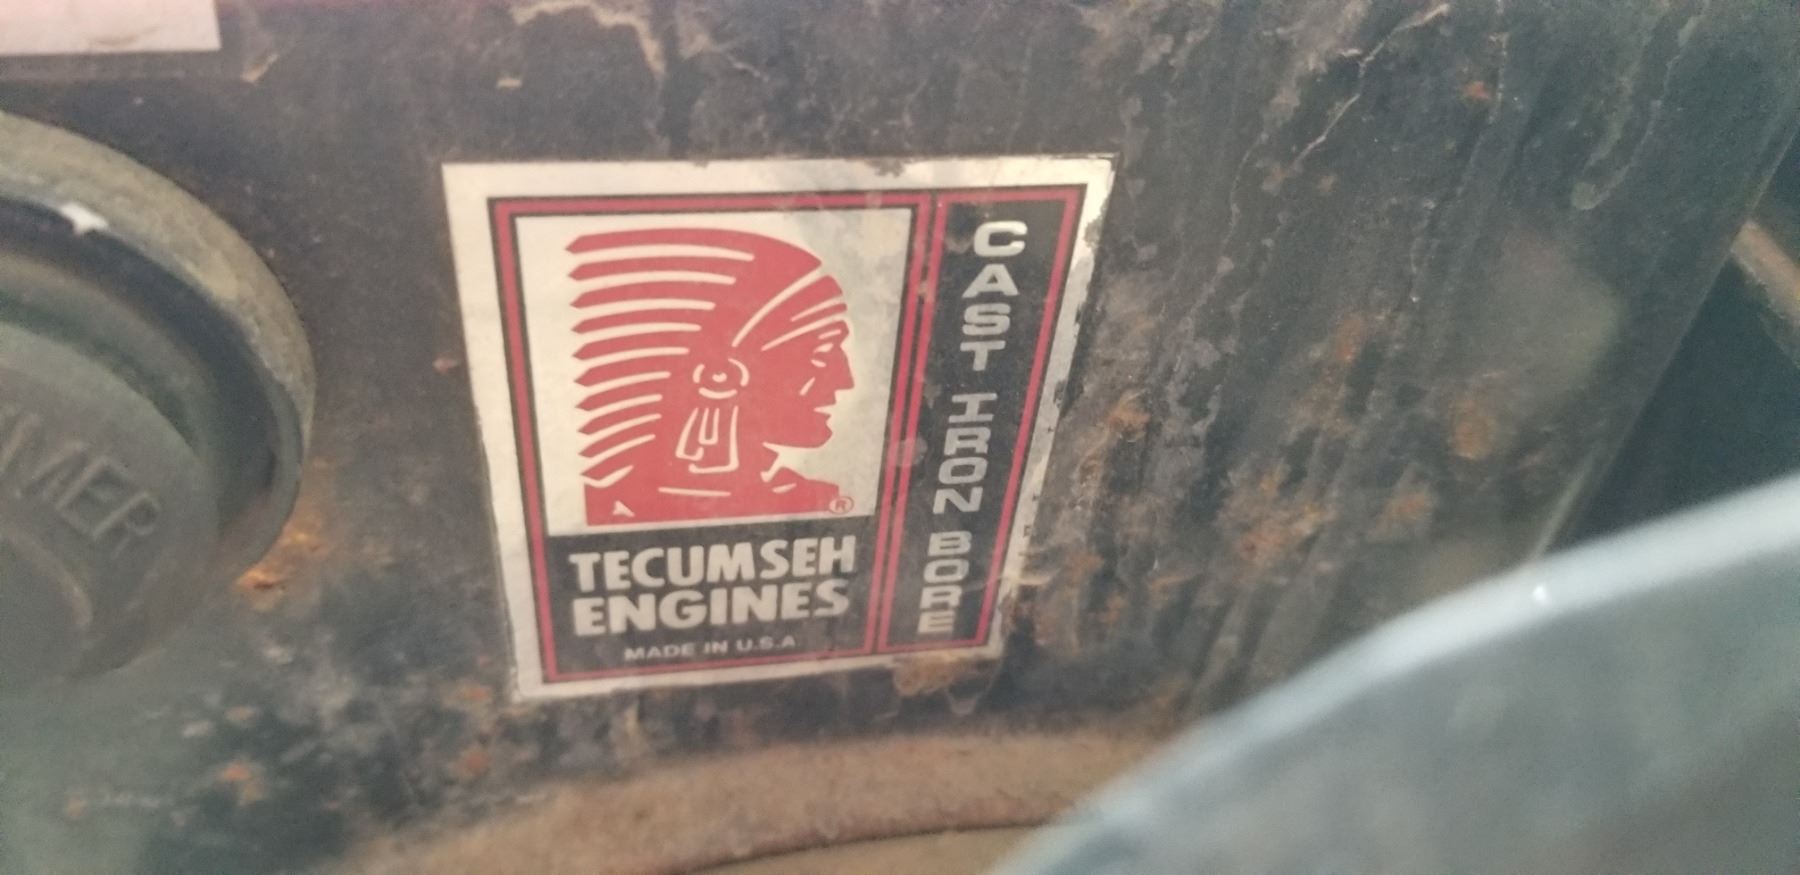 TECUMSEH
ENGINES
MADE IN U.S.A.
CAST IRON BORE
®